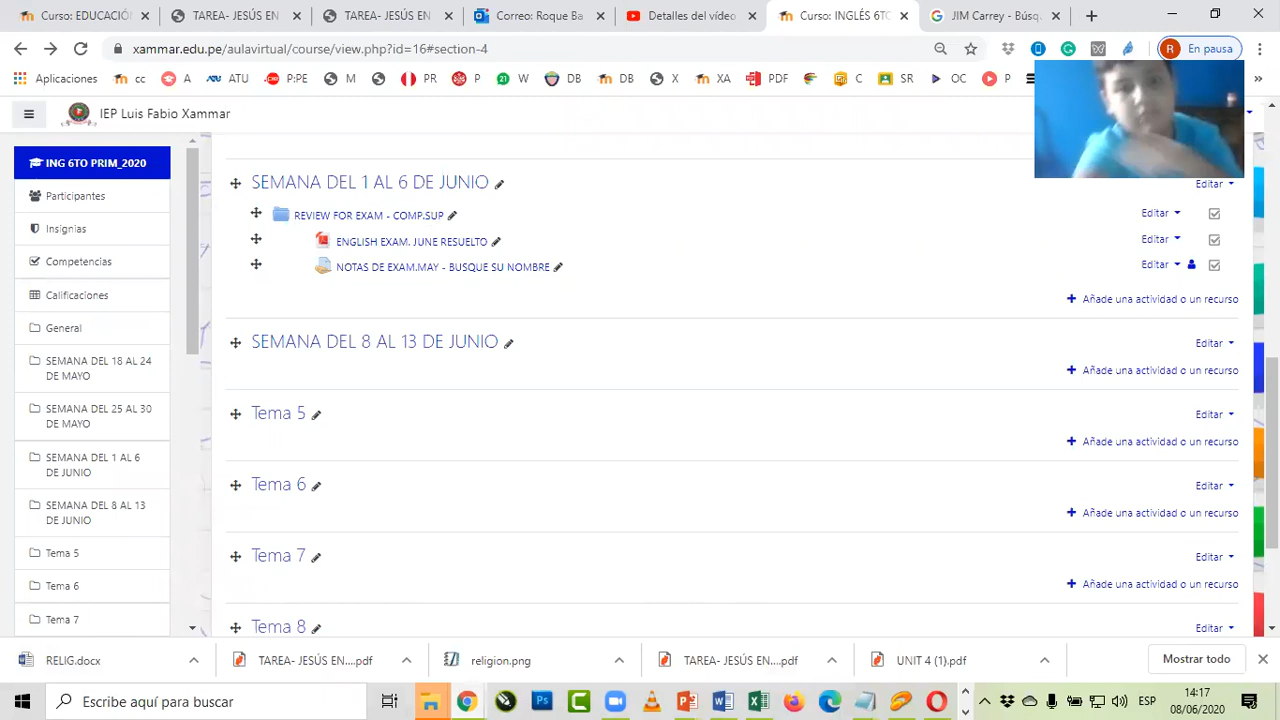 Curso: EDUCACIÓN
TAREA- JESÚS EN
TAREA- JESÚS EN
Correo: Roque Ba
Detalles del vídeo
Curso: INGLÉS 6TO
JIM Carrey - Búsq
xammar.edu.pe/aulavirtual/course/view.php?id=16#section-4
R En pausa
Aplicaciones cc A ATU P:PE M PR P W DB DB X XA PDF C SR OC P
IEP Luis Fabio Xammar
ING 6TO PRIM_2020
Participantes
Insignias
Competencias
Calificaciones
General
SEMANA DEL 18 AL 24
DE MAYO
SEMANA DEL 25 AL 30
DE MAYO
SEMANA DEL 1 AL 6
DE JUNIO
SEMANA DEL 8 AL 13
DE JUNIO
Tema 5
Tema 6
Tema 7
SEMANA DEL 1 AL 6 DE JUNIO
Editar
REVIEW FOR EXAM - COMP.SUP
Editar
ENGLISH EXAM. JUNE RESUELTO
Editar
NOTAS DE EXAM.MAY - BUSQUE SU NOMBRE
Editar
Añade una actividad o un recurso
SEMANA DEL 8 AL 13 DE JUNIO
Editar
Añade una actividad o un recurso
Tema 5
Editar
Añade una actividad o un recurso
Tema 6
Editar
Añade una actividad o un recurso
Tema 7
Editar
Añade una actividad o un recurso
Tema 8
Editar
RELIG.docx
TAREA- JESÚS EN....pdf
religion.png
TAREA- JESÚS EN....pdf
UNIT 4 (1).pdf
Mostrar todo
Escribe aquí para buscar
ESP
14:17
08/06/2020